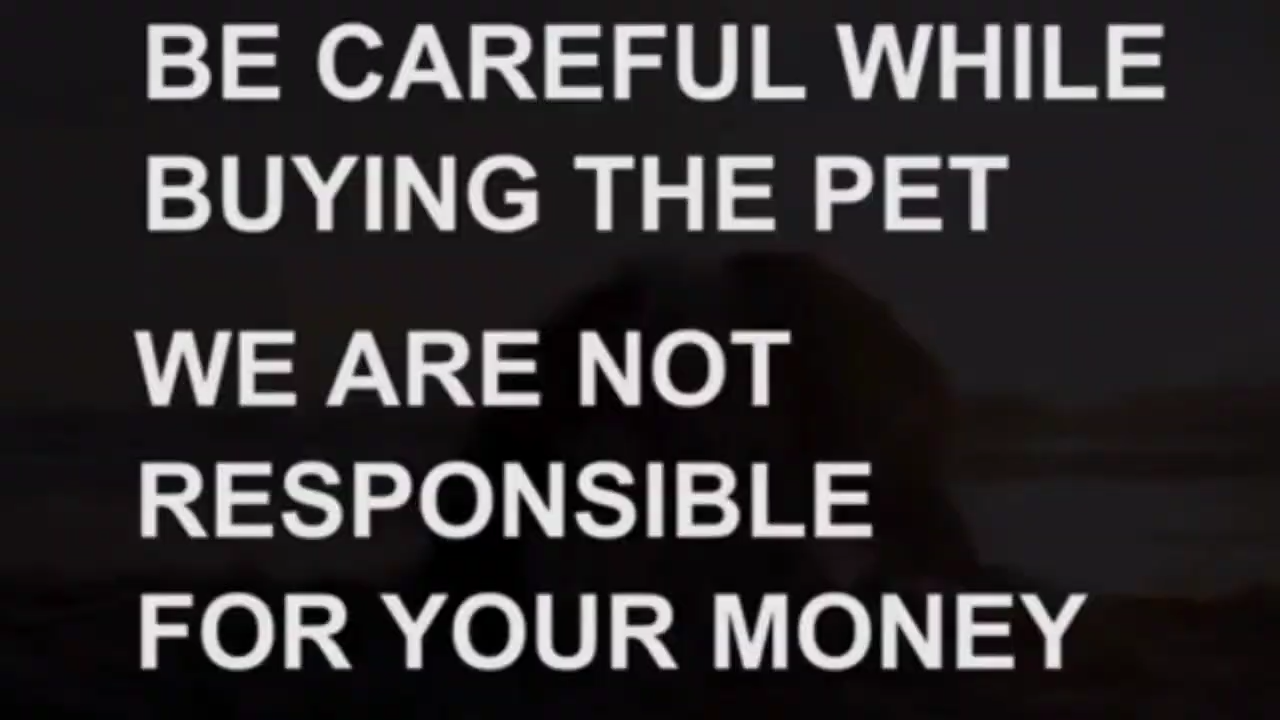 BE CAREFUL WHILE
BUYING THE PET
WE ARE NOT
RESPONSIBLE
FOR YOUR MONEY